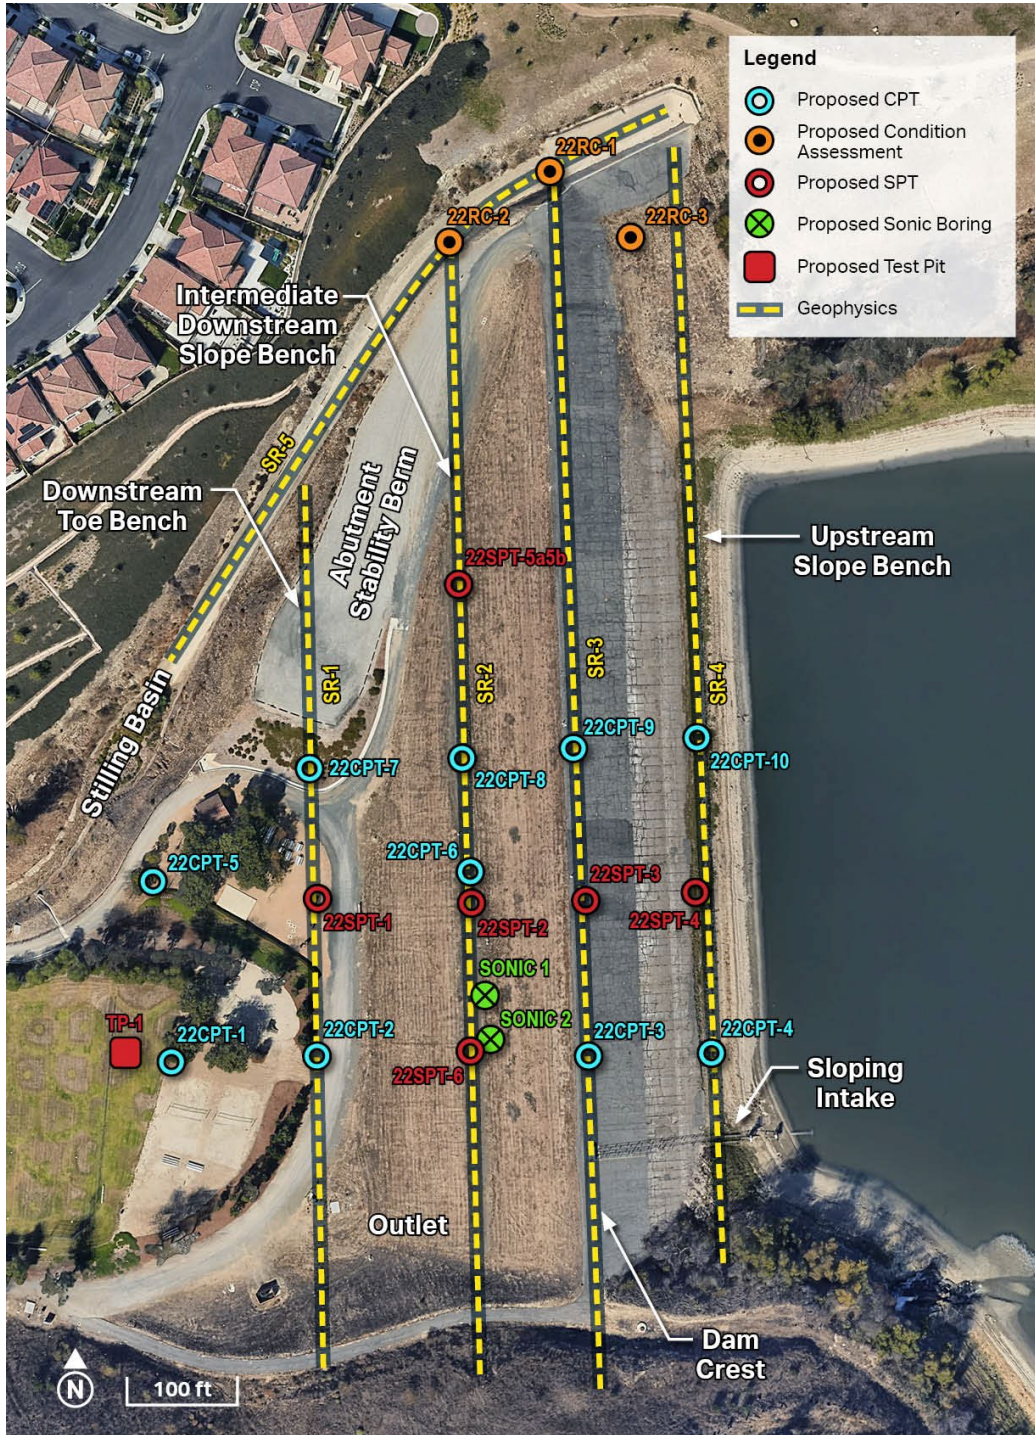 Legend
Proposed CPT
Proposed Condition
Assessment
Proposed SPT
Proposed Sonic Boring
Proposed Test Pit
Geophysics
22RC-1
22RC-2
22RC-3
Intermediate
Downstream
Slope Bench
SR-5
Downstream
Toe Bench
Abutment
Stability Berm
22SPT-5a5b
Upstream
Slope Bench
SR-1
SR-2
SR-3
SR-4
Stilling Basin
22CPT-7
22CPT-8
22CPT-9
22CPT-10
22CPT-5
22CPT-6
22SPT-1
22SPT-2
22SPT-3
22SPT-4
SONIC 1
SONIC 2
TP-1
22CPT-1
22CPT-2
22SPT-6
22CPT-3
22CPT-4
Sloping
Intake
Outlet
Dam
Crest
N
100 ft